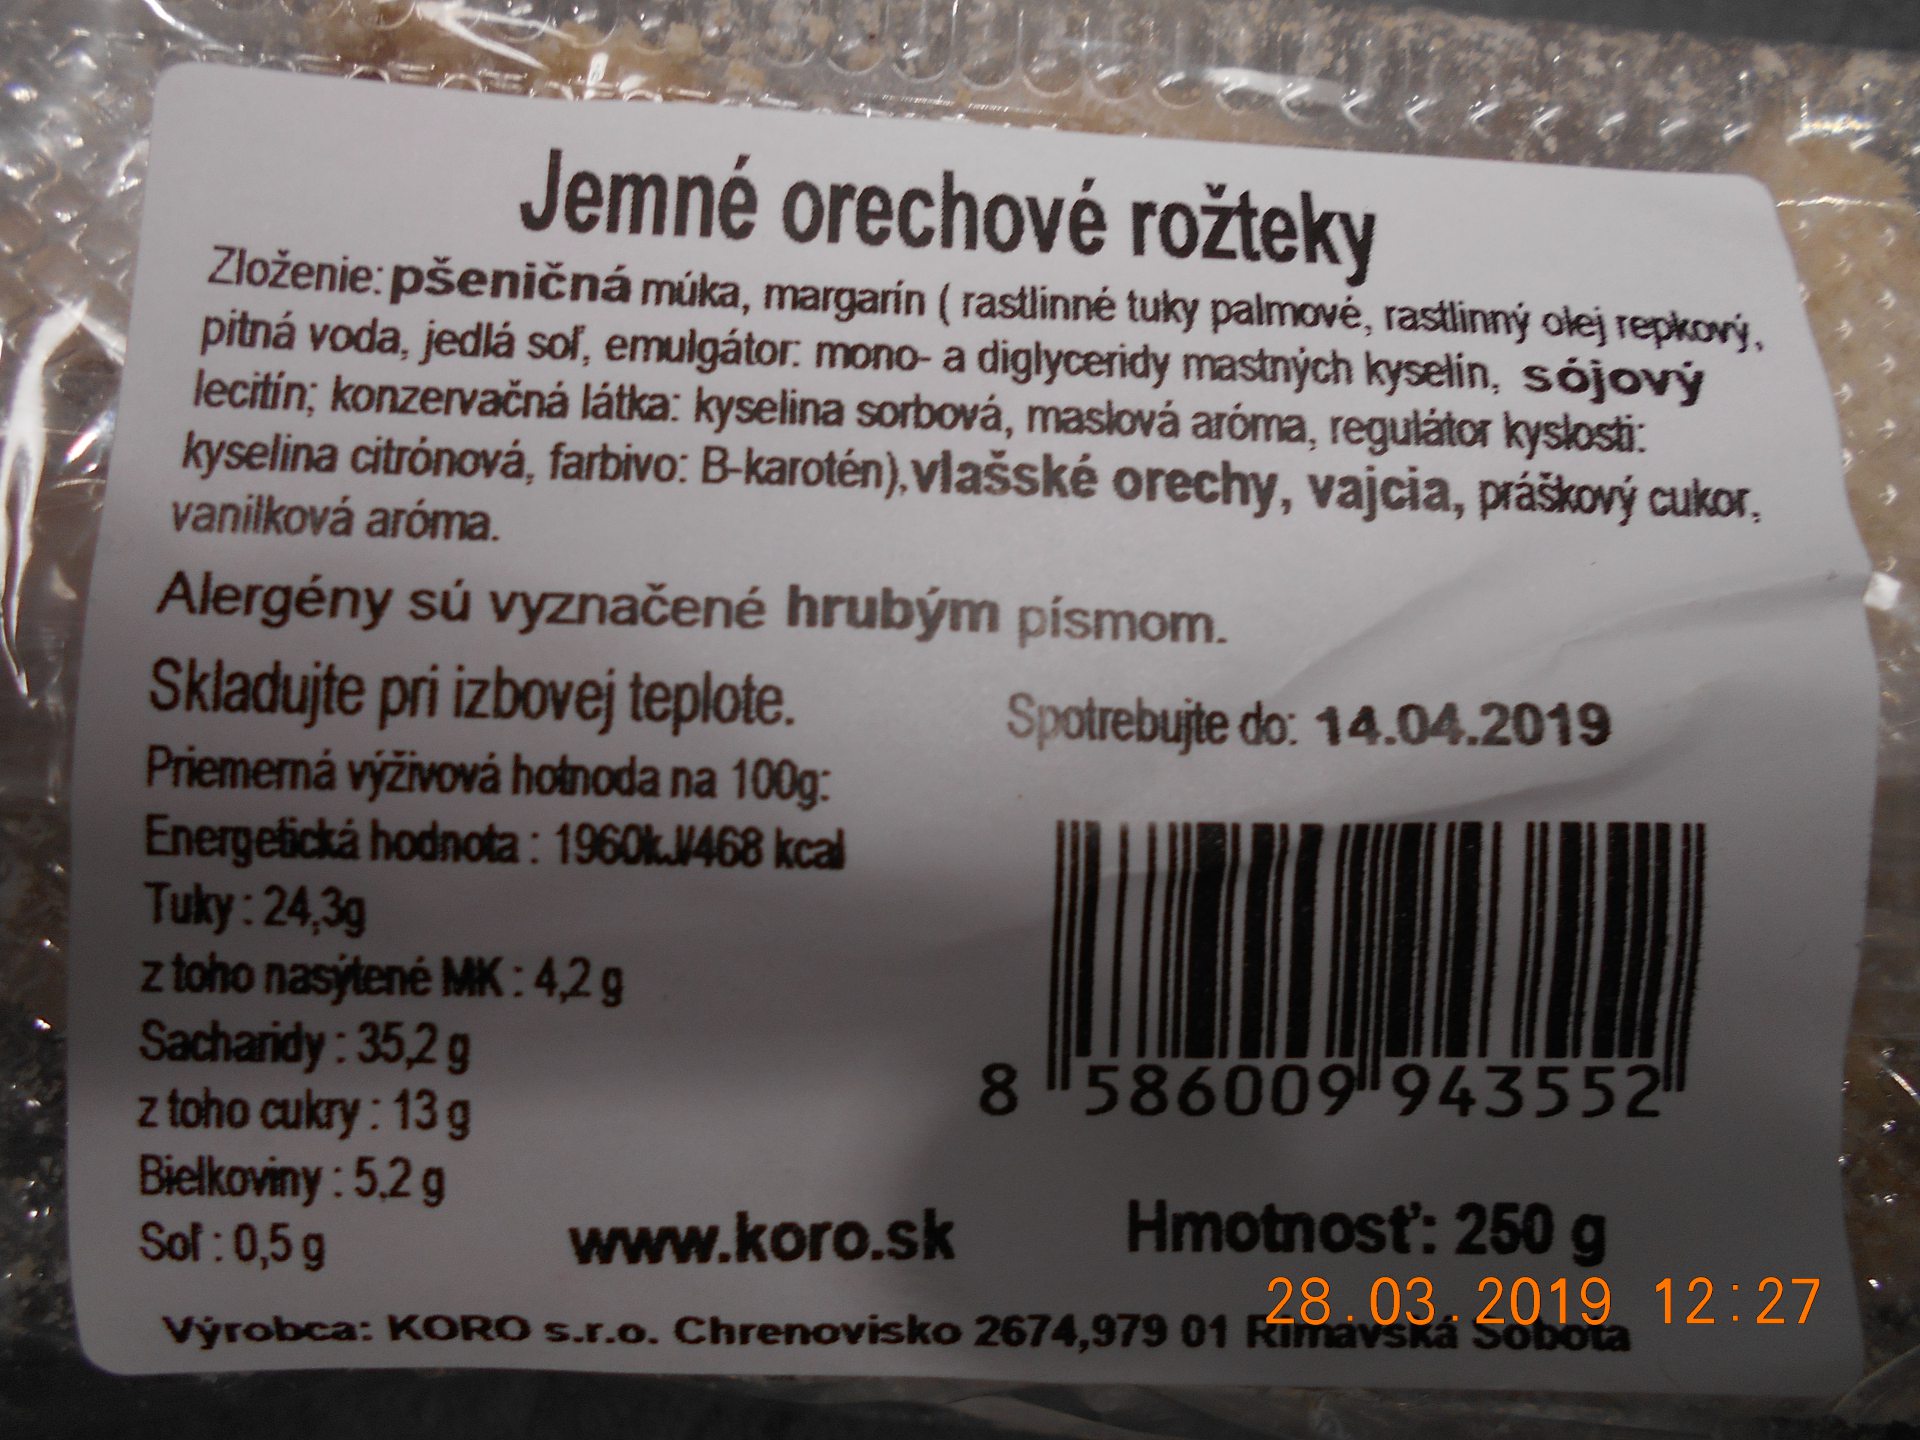 Jemné orechové rožteky
Zloženie: pšeničná múka, margarín ( rastlinné tuky palmové, rastlinný olej repkový,
pitná voda, jedlá soľ, emulgátor: mono- a diglyceridy mastných kyselín, sójový
lecitín; konzervačná látka: kyselina sorbová, maslová aróma, regulátor kyslosti:
kyselina citrónová, farbivo: B-karotén),vlašské orechy, vajcia, práškový cukor,
vanilková aróma.
Alergény sú vyznačené hrubým písmom.
Skladujte pri izbovej teplote.
Spotrebujte do: 14.04.2019
Priemerná výživová hotnoda na 100g:
Energetická hodnota : 1960kJ/468 kcal
Tuky : 24,3g
z toho nasýtené MK : 4,2 g
Sacharidy : 35,2 g
z toho cukry : 13 g
Bielkoviny : 5,2 g
Soľ : 0,5 g
8 586009 943552
www.koro.sk
Hmotnosť: 250 g
28.03.2019 12:27
Výrobca: KORO s.r.o. Chrenovisko 2674,979 01 Rimavská Sobota